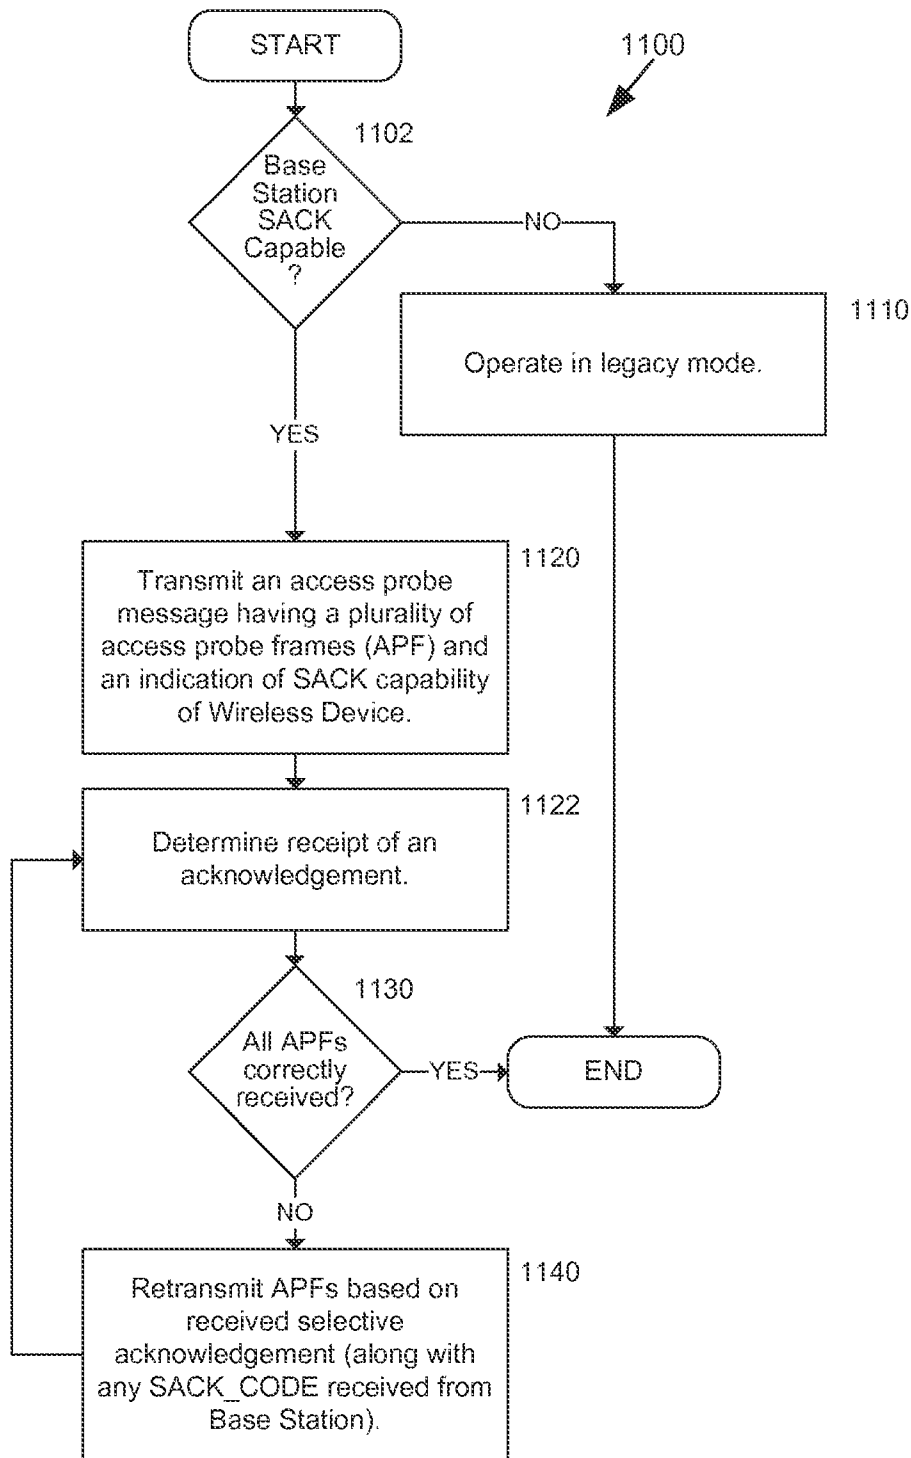 START
1100
1102
Base
Station
SACK
Capable
?
NO
1110
Operate in legacy mode.
YES
1120
Transmit an access probe
message having a plurality of
access probe frames (APF) and
an indication of SACK capability
of Wireless Device.
1122
Determine receipt of an
acknowledgement.
1130
All APFs
correctly
received?
YES
END
NO
1140
Retransmit APFs based on
received selective
acknowledgement (along with
any SACK_CODE received from
Base Station).